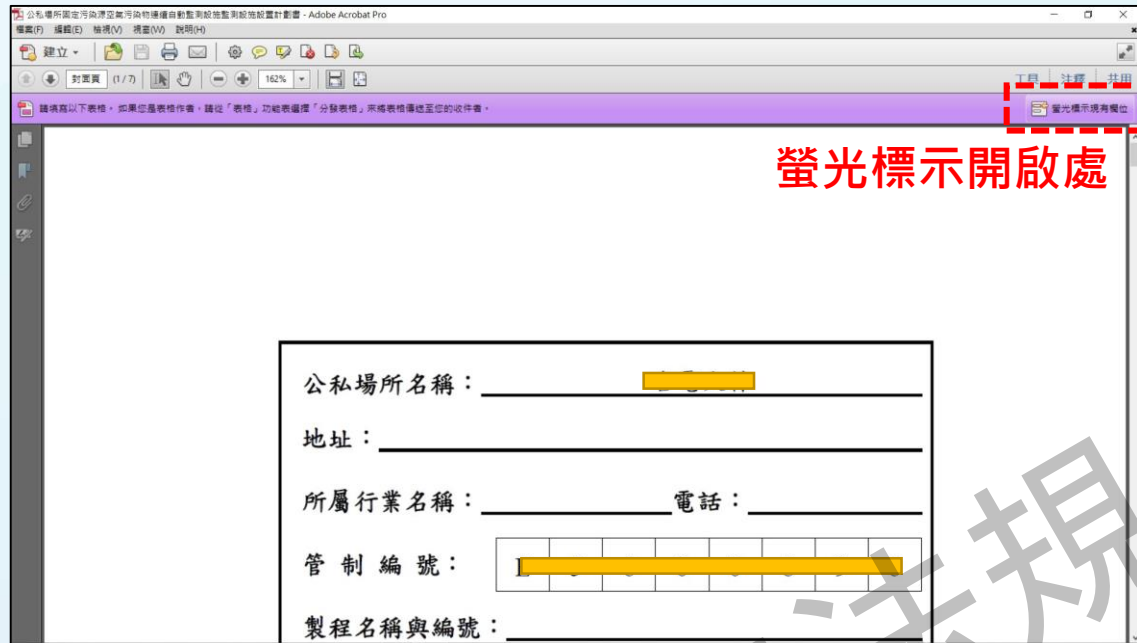 公私場所固定污染源空氣污染物連續自動監測設施監測設施設置計劃書 - Adobe Acrobat Pro
檔案(F) 編輯(E) 檢視(V) 視窗(W) 說明(H)
建立
封面頁 (1 / 7) 162% 工具 注釋 共用
請填寫以下表格。如果您是表格作者，請從「表格」功能表選擇「分發表格」來將表格傳送至您的收件者。 螢光標示現有欄位
螢光標示開啟處
公私場所名稱：
地址：
所屬行業名稱： 電話：
管制編號：
製程名稱與編號：
法規